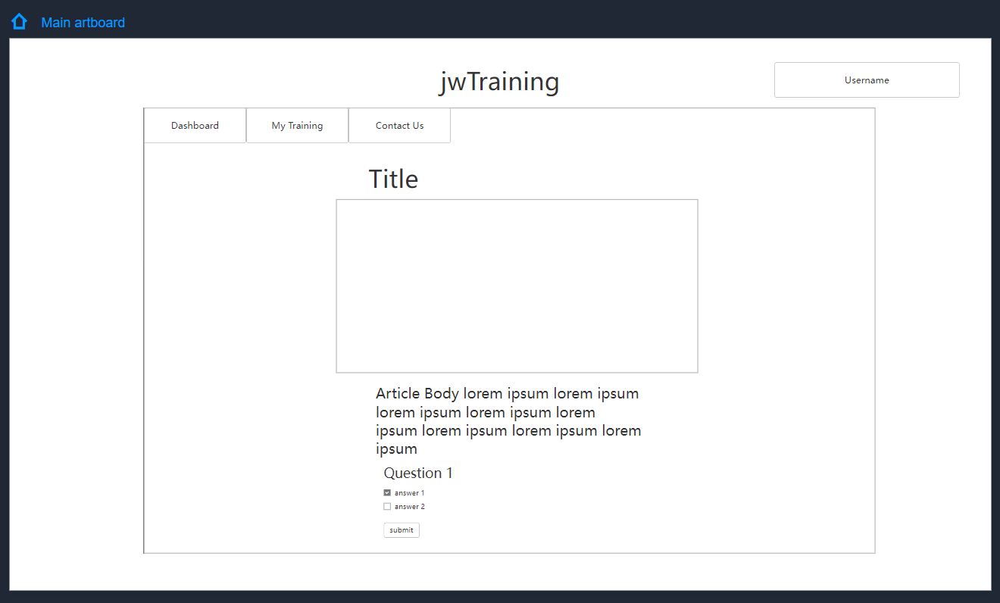 Main artboard
jwTraining
Username
Dashboard
My Training
Contact Us
Title
Article Body lorem ipsum lorem ipsum
lorem ipsum lorem ipsum lorem
ipsum lorem ipsum lorem ipsum lorem
ipsum
Question 1
answer 1
answer 2
submit